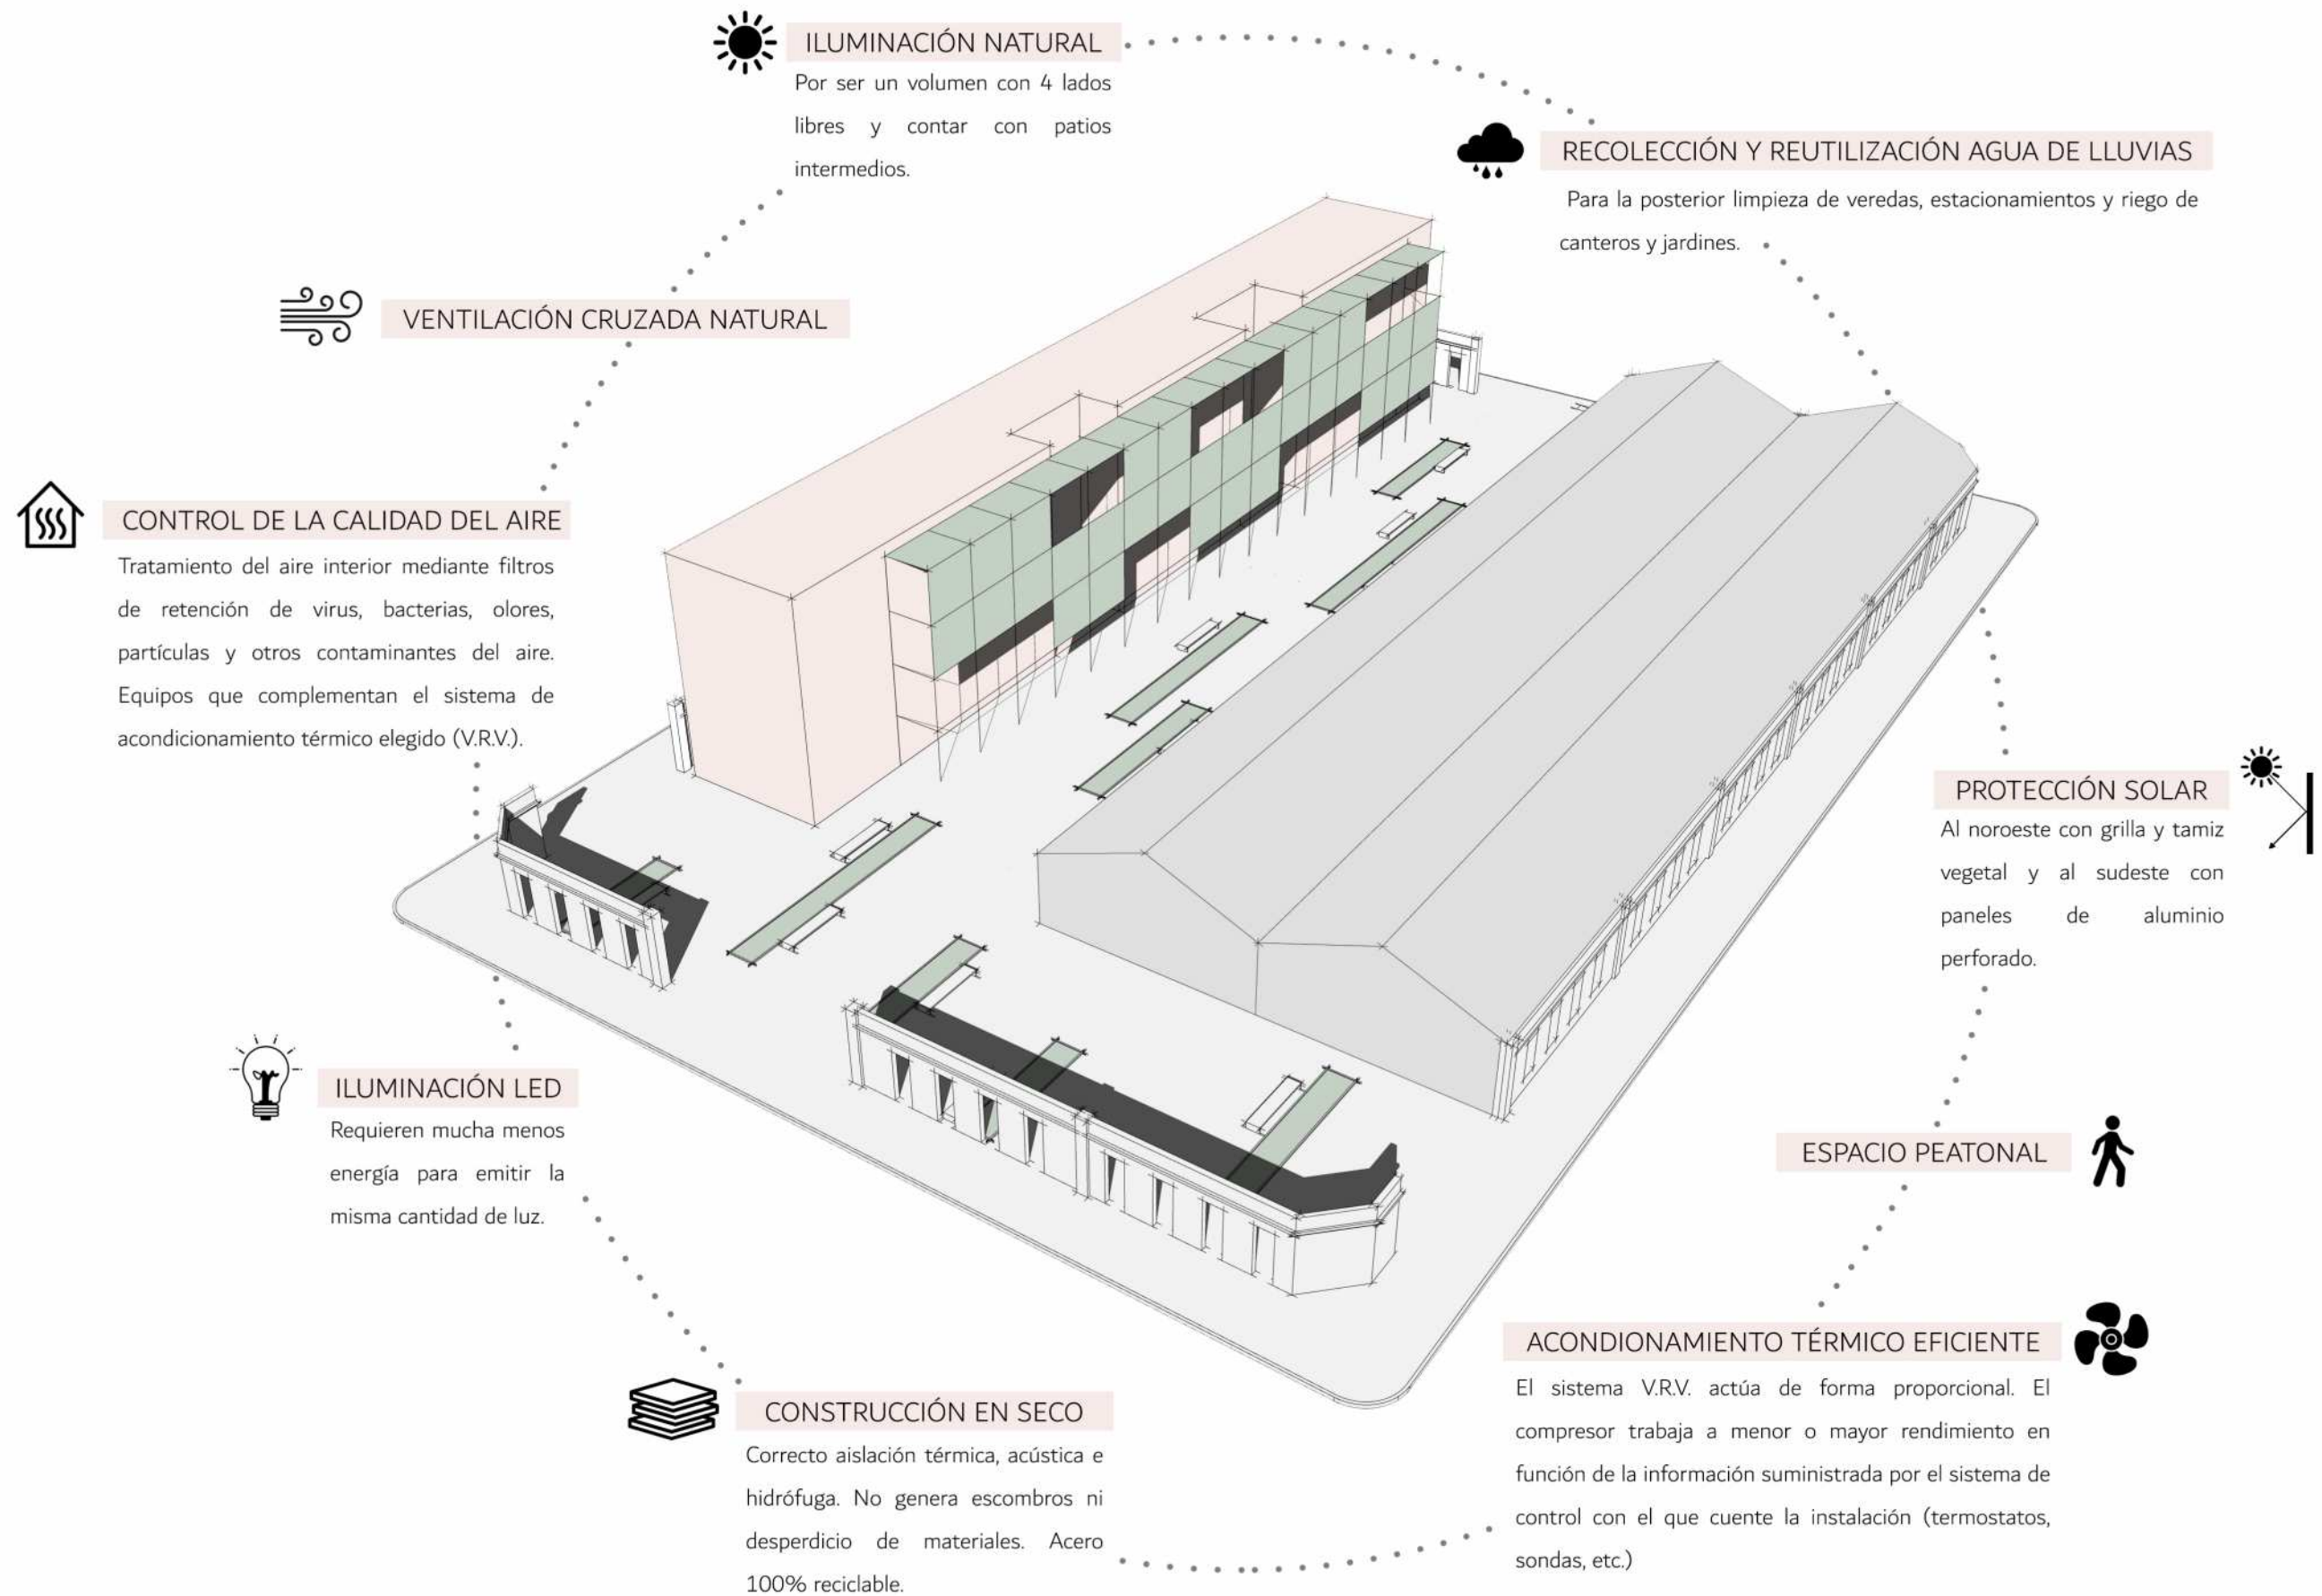 ILUMINACIÓN NATURAL
Por ser un volumen con 4 lados
libres y contar con patios
intermedios.
RECOLECCIÓN Y REUTILIZACIÓN AGUA DE LLUVIAS
Para la posterior limpieza de veredas, estacionamientos y riego de
canteros y jardines.
VENTILACIÓN CRUZADA NATURAL
CONTROL DE LA CALIDAD DEL AIRE
Tratamiento del aire interior mediante filtros
de retención de virus, bacterias, olores,
partículas y otros contaminantes del aire.
Equipos que complementan el sistema de
acondicionamiento térmico elegido (V.R.V.).
PROTECCIÓN SOLAR
Al noroeste con grilla y tamiz
vegetal y al sudeste con
paneles de aluminio
perforado.
ILUMINACIÓN LED
Requieren mucha menos
energía para emitir la
misma cantidad de luz.
ESPACIO PEATONAL
ACONDIONAMIENTO TÉRMICO EFICIENTE
El sistema V.R.V. actúa de forma proporcional. El
compresor trabaja a menor o mayor rendimiento en
función de la información suministrada por el sistema de
control con el que cuente la instalación (termostatos,
sondas, etc.)
CONSTRUCCIÓN EN SECO
Correcto aislación térmica, acústica e
hidrófuga. No genera escombros ni
desperdicio de materiales. Acero
100% reciclable.